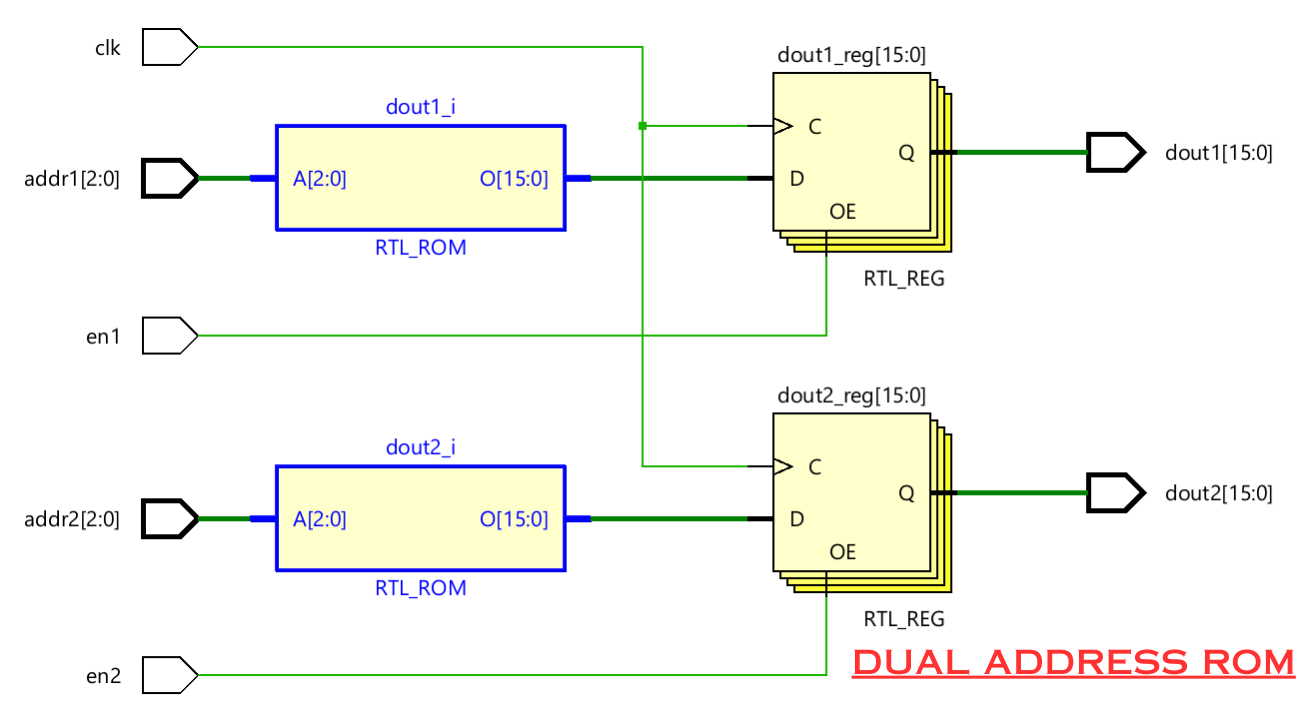 clk
dout1_reg[15:0]
dout1_i
C
addr1[2:0]
A[2:0]
O[15:0]
D
Q
dout1[15:0]
OE
RTL_ROM
RTL_REG
en1
dout2_reg[15:0]
dout2_i
C
addr2[2:0]
A[2:0]
O[15:0]
D
Q
dout2[15:0]
OE
RTL_ROM
RTL_REG
en2
DUAL ADDRESS ROM